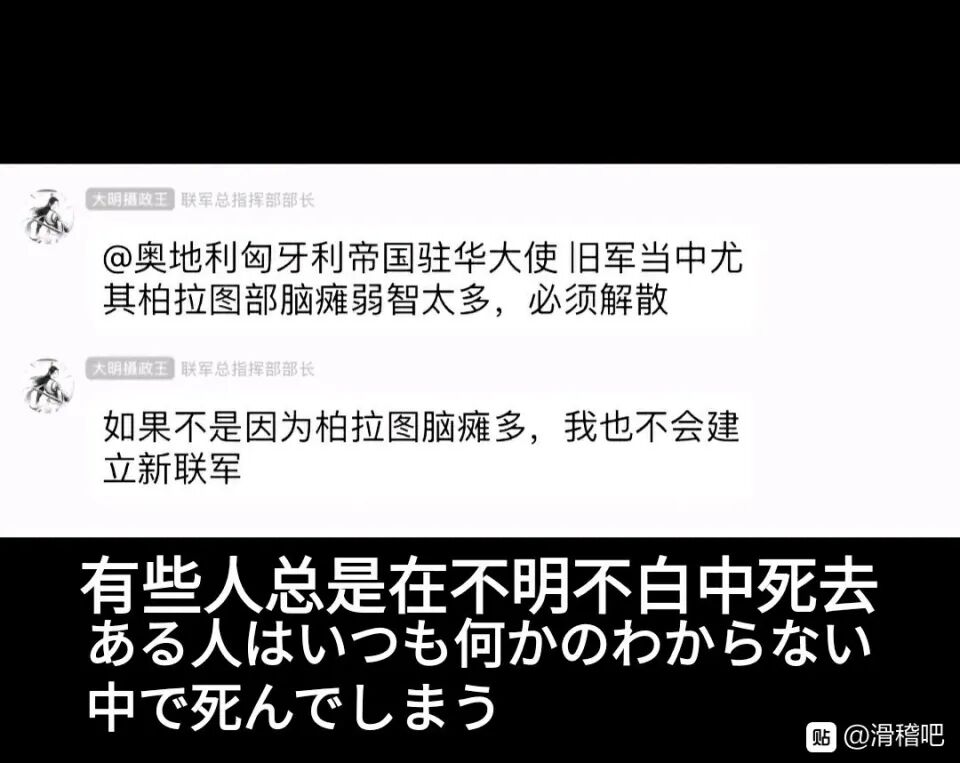 大明摄政王 联军总指挥部部长
@奥地利匈牙利帝国驻华大使 旧军当中尤
其柏拉图部脑瘫弱智太多，必须解散
大明摄政王 联军总指挥部部长
如果不是因为柏拉图脑瘫多，我也不会建
立新联军
有些人总是在不明不白中死去
ある人はいつも何かのわからない
中で死んでしまう
贴 @滑稽吧